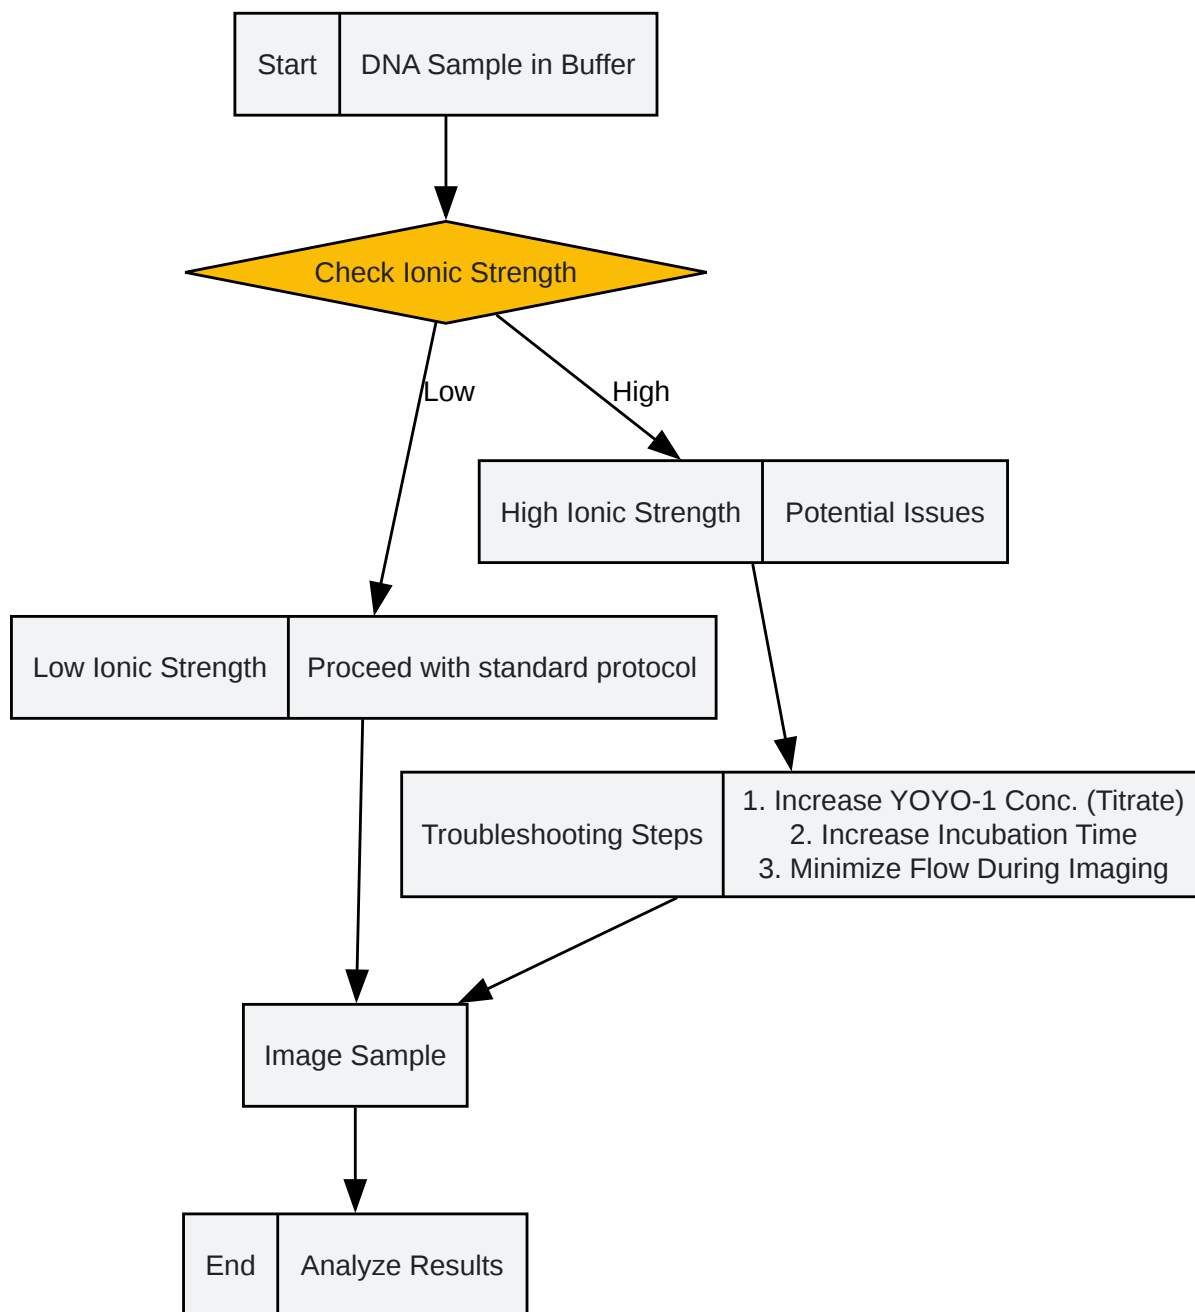 Start
DNA Sample in Buffer
Check Ionic Strength
Low
High
High Ionic Strength
Potential Issues
Low Ionic Strength
Proceed with standard protocol
Troubleshooting Steps
1. Increase YOYO-1 Conc. (Titrate)
2. Increase Incubation Time
3. Minimize Flow During Imaging
Image Sample
End
Analyze Results